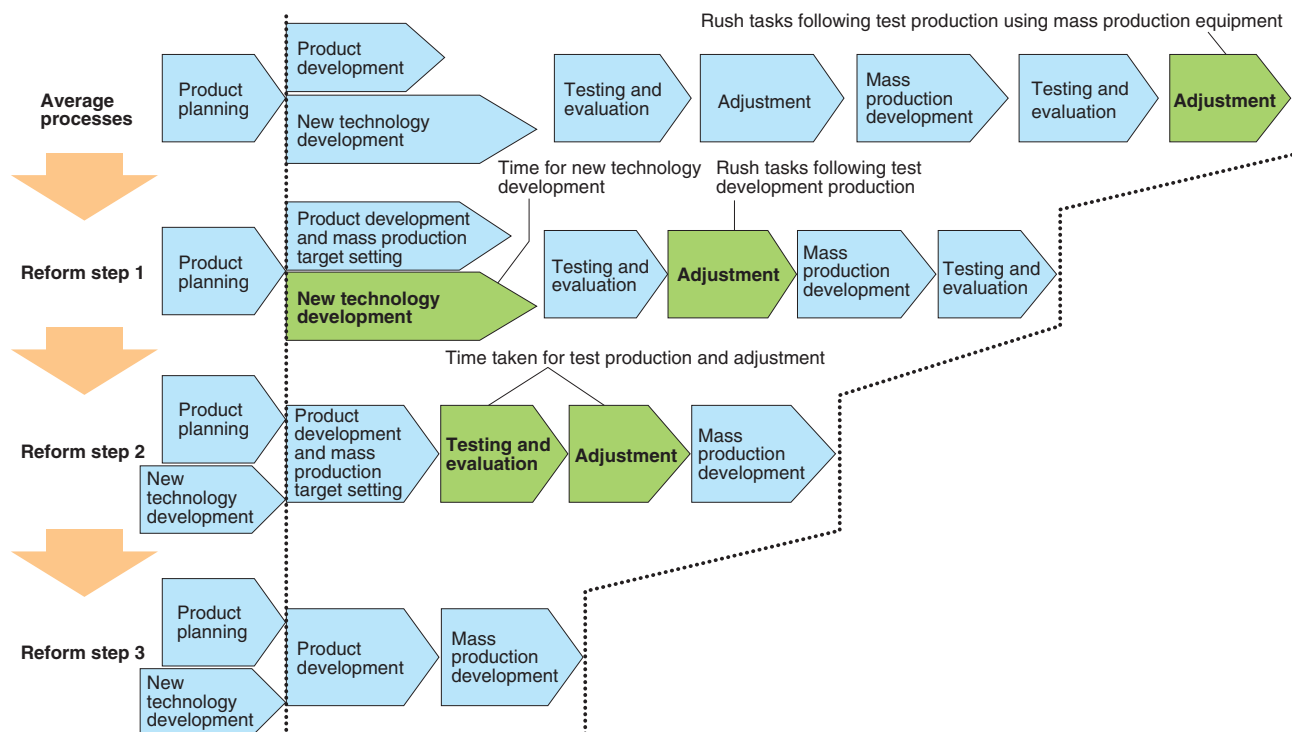 Rush tasks following test production using mass production equipment
Average
processes
Product
planning
Product
development
New technology
development
Testing and
evaluation
Adjustment
Mass
production
development
Testing and
evaluation
Adjustment
Time for new technology
development
Rush tasks following test
development production
Reform step 1
Product
planning
Product development
and mass production
target setting
New technology
development
Testing and
evaluation
Adjustment
Mass
production
development
Testing and
evaluation
Time taken for test production and adjustment
Reform step 2
Product
planning
New
technology
development
Product
development
and mass
production
target setting
Testing and
evaluation
Adjustment
Mass
production
development
Reform step 3
Product
planning
New
technology
development
Product
development
Mass
production
development